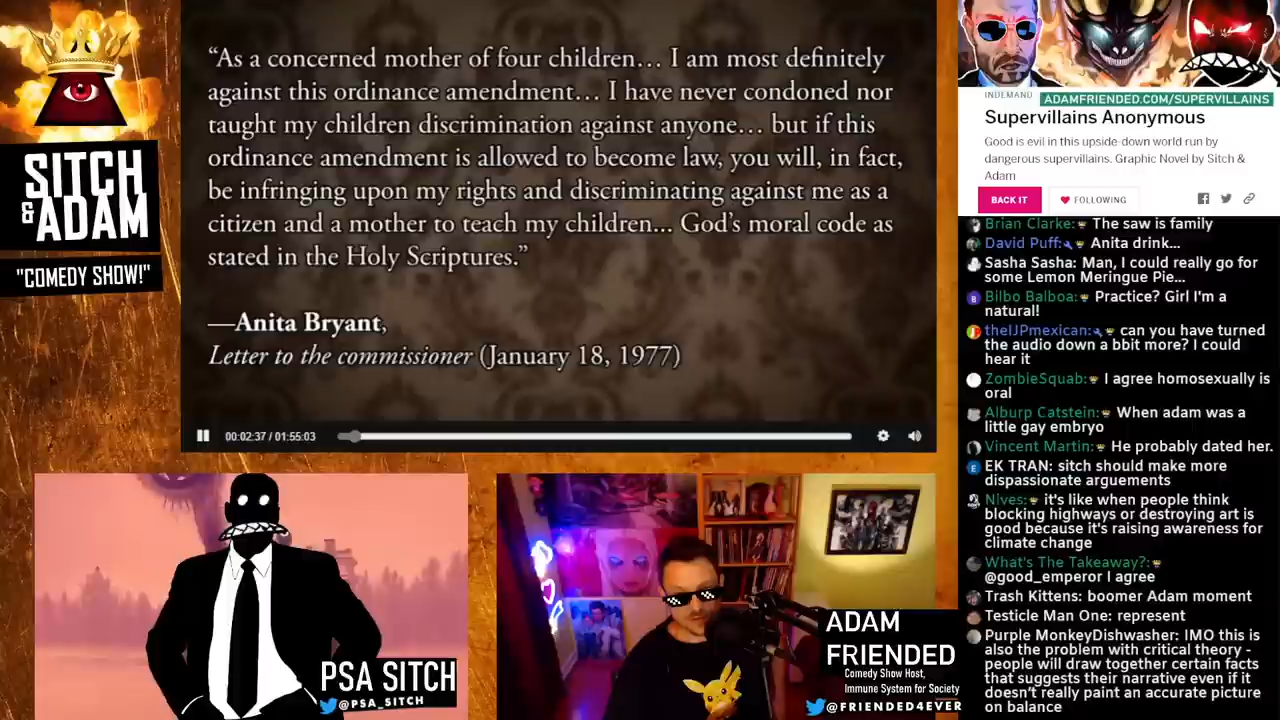 “As a concerned mother of four children… I am most definitely
against this ordinance amendment… I have never condoned nor
taught my children discrimination against anyone… but if this
ordinance amendment is allowed to become law, you will, in fact,
be infringing upon my rights and discriminating against me as a
citizen and a mother to teach my children... God’s moral code as
stated in the Holy Scriptures.”
—Anita Bryant,
Letter to the commissioner (January 18, 1977)
00:02:37 / 01:55:03
SITCH
& ADAM
"COMEDY SHOW!"
PSA SITCH
@PSA_SITCH
ADAM
FRIENDED
Comedy Show Host,
Immune System for Society
@FRIENDED4EVER
INDEMAND
ADAMFRIENDED.COM/SUPERVILLAINS
Supervillains Anonymous
Good is evil in this upside-down world run by
dangerous supervillains. Graphic Novel by Sitch &
Adam
BACK IT
FOLLOWING
Brian Clarke: The saw is family
David Puff: Anita drink...
Sasha Sasha: Man, I could really go for
some Lemon Meringue Pie...
Bilbo Balboa: Practice? Girl I'm a
natural!
theIJPmexican: can you have turned
the audio down a bbit more? I could
hear it
ZombieSquab: I agree homosexually is
oral
Alburp Catstein: When adam was a
little gay embryo
Vincent Martin: He probably dated her.
EK TRAN: sitch should make more
dispassionate arguements
Nives: it's like when people think
blocking highways or destroying art is
good because it's raising awareness for
climate change
What's The Takeaway?:
@good_emperor I agree
Trash Kittens: boomer Adam moment
Testicle Man One: represent
Purple MonkeyDishwasher: IMO this is
also the problem with critical theory -
people will draw together certain facts
that suggests their narrative even if it
doesn't really paint an accurate picture
on balance